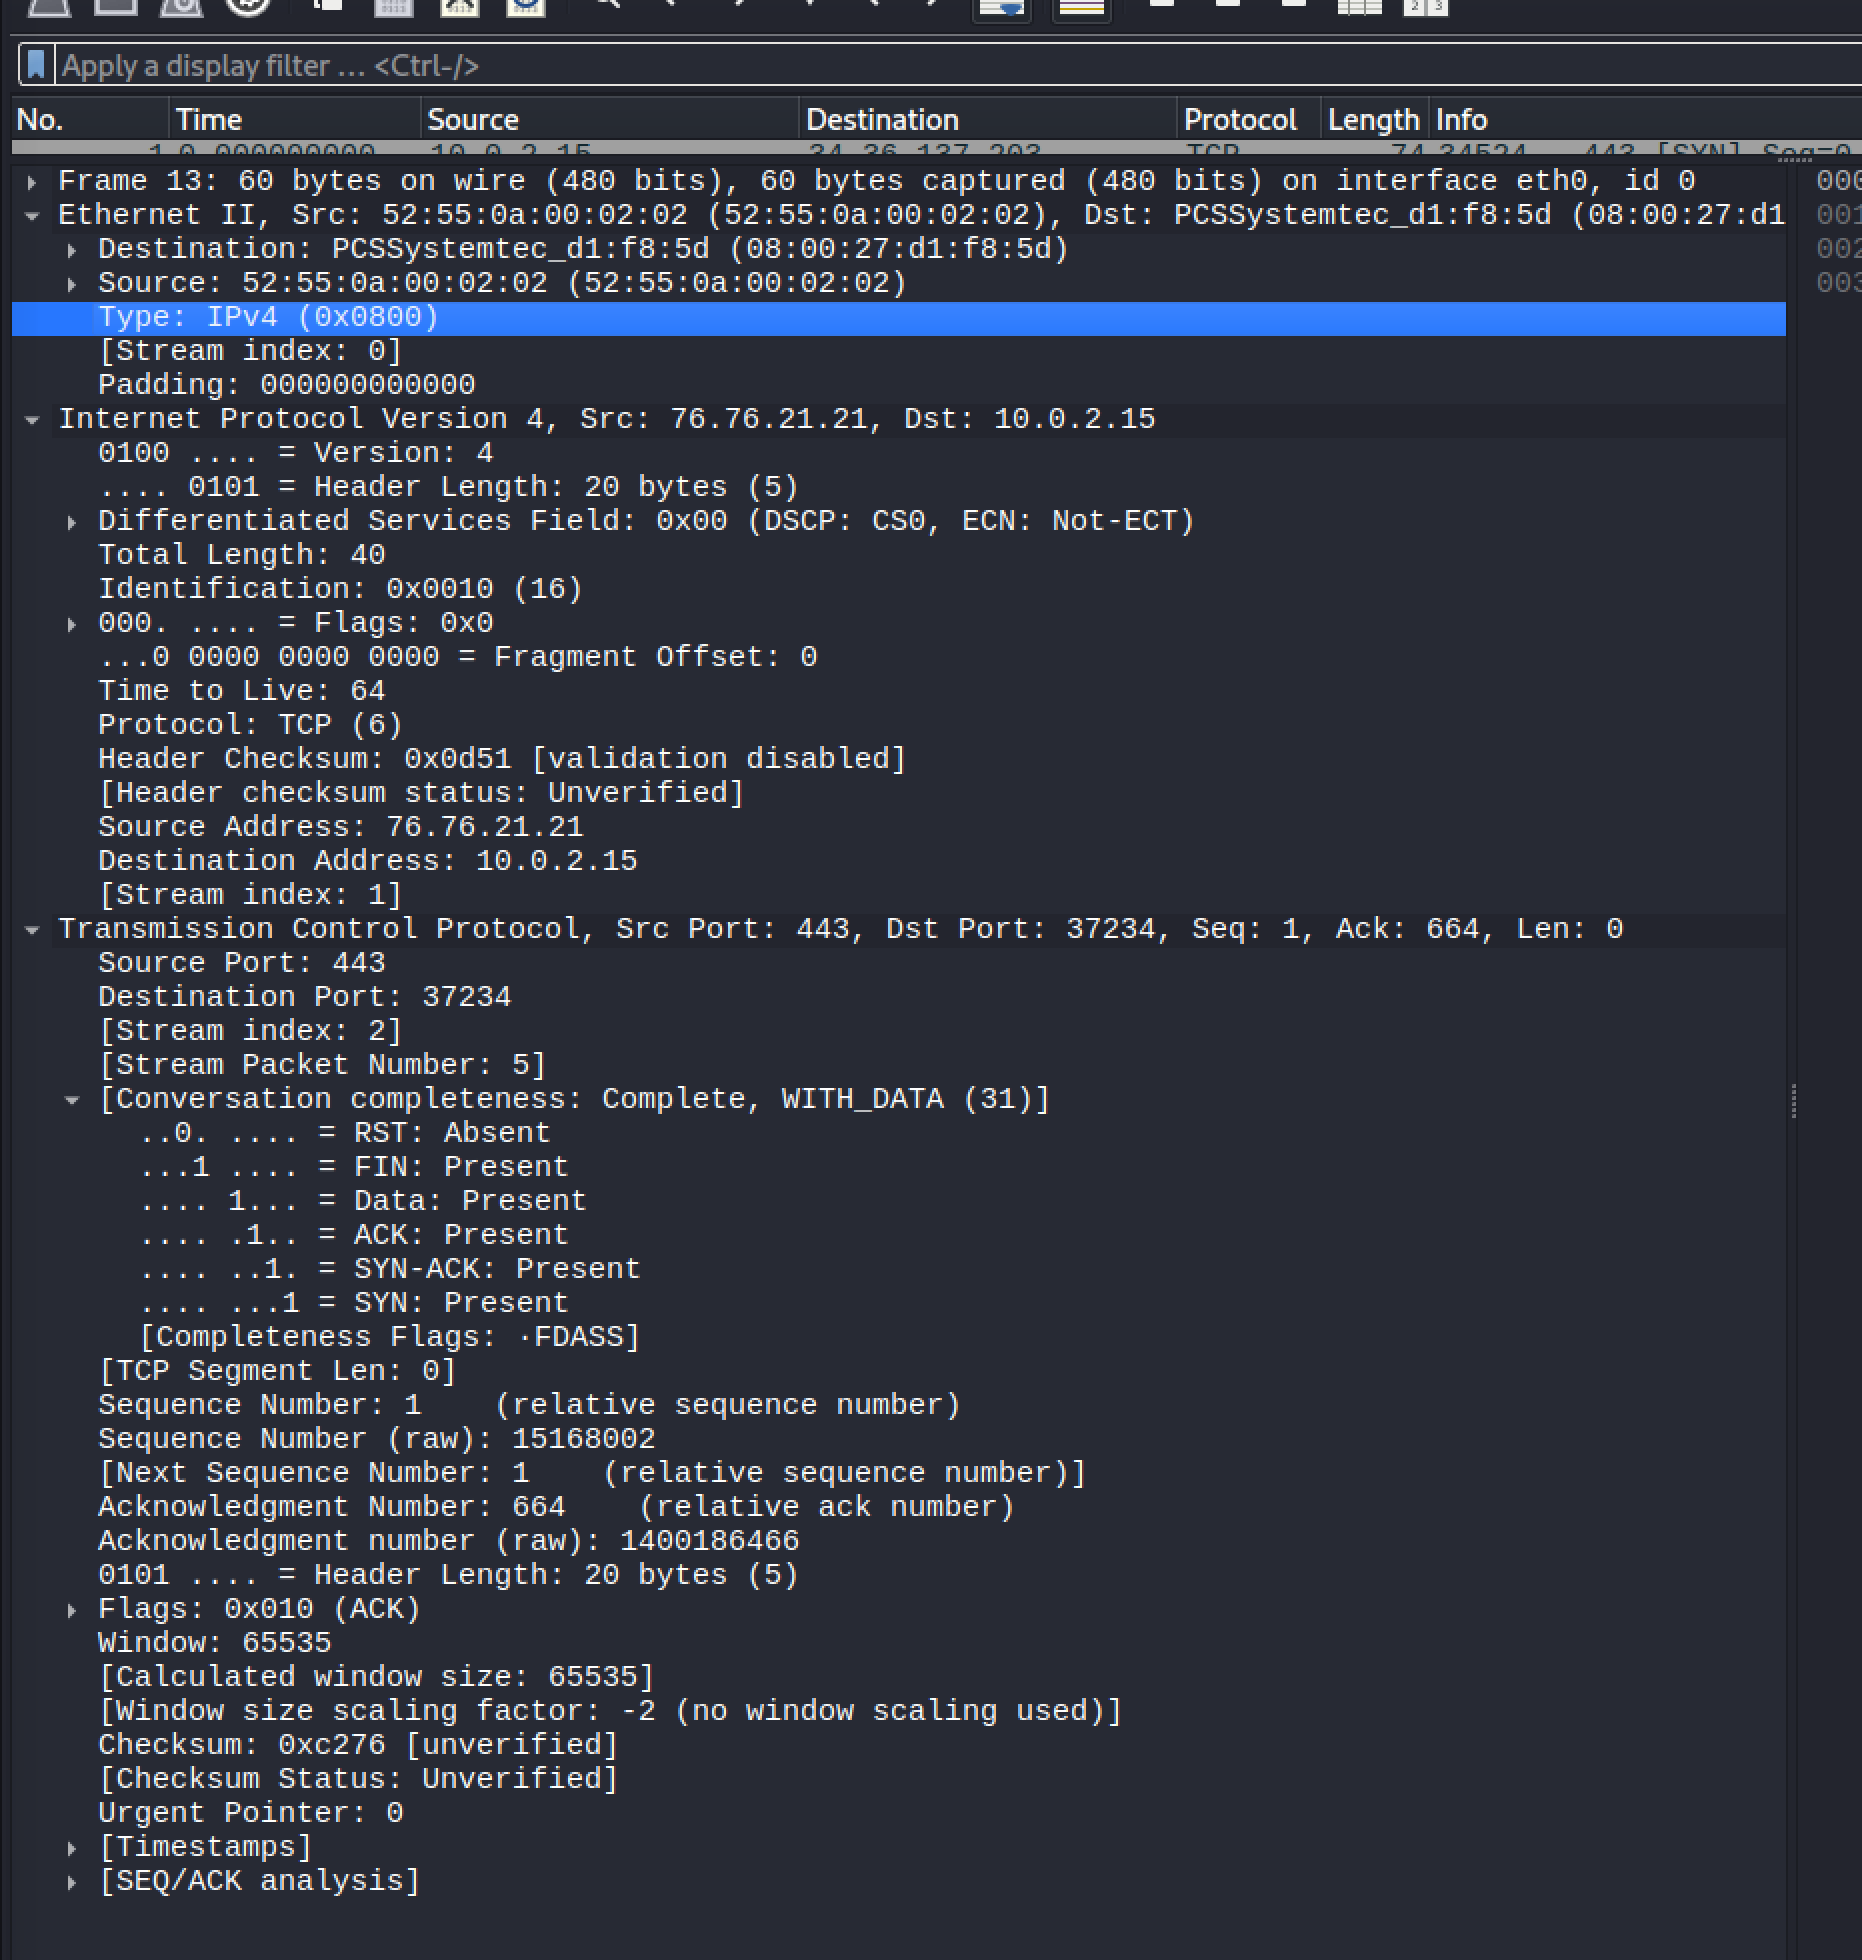 Apply a display filter … <Ctrl-/>
No. Time Source Destination Protocol Length Info
1 0.000000000 10.0.2.15 34.36.137.203 TCP 74 34524 443 [SYN] Seq=0
Frame 13: 60 bytes on wire (480 bits), 60 bytes captured (480 bits) on interface eth0, id 0
Ethernet II, Src: 52:55:0a:00:02:02 (52:55:0a:00:02:02), Dst: PCSSystemtec_d1:f8:5d (08:00:27:d1
Destination: PCSSystemtec_d1:f8:5d (08:00:27:d1:f8:5d)
Source: 52:55:0a:00:02:02 (52:55:0a:00:02:02)
Type: IPv4 (0x0800)
[Stream index: 0]
Padding: 000000000000
Internet Protocol Version 4, Src: 76.76.21.21, Dst: 10.0.2.15
0100 .... = Version: 4
.... 0101 = Header Length: 20 bytes (5)
Differentiated Services Field: 0x00 (DSCP: CS0, ECN: Not-ECT)
Total Length: 40
Identification: 0x0010 (16)
000. .... = Flags: 0x0
...0 0000 0000 0000 = Fragment Offset: 0
Time to Live: 64
Protocol: TCP (6)
Header Checksum: 0x0d51 [validation disabled]
[Header checksum status: Unverified]
Source Address: 76.76.21.21
Destination Address: 10.0.2.15
[Stream index: 1]
Transmission Control Protocol, Src Port: 443, Dst Port: 37234, Seq: 1, Ack: 664, Len: 0
Source Port: 443
Destination Port: 37234
[Stream index: 2]
[Stream Packet Number: 5]
[Conversation completeness: Complete, WITH_DATA (31)]
..0. .... = RST: Absent
...1 .... = FIN: Present
.... 1... = Data: Present
.... .1.. = ACK: Present
.... ..1. = SYN-ACK: Present
.... ...1 = SYN: Present
[Completeness Flags: ·FDASS]
[TCP Segment Len: 0]
Sequence Number: 1    (relative sequence number)
Sequence Number (raw): 15168002
[Next Sequence Number: 1    (relative sequence number)]
Acknowledgment Number: 664    (relative ack number)
Acknowledgment number (raw): 1400186466
0101 .... = Header Length: 20 bytes (5)
Flags: 0x010 (ACK)
Window: 65535
[Calculated window size: 65535]
[Window size scaling factor: -2 (no window scaling used)]
Checksum: 0xc276 [unverified]
[Checksum Status: Unverified]
Urgent Pointer: 0
[Timestamps]
[SEQ/ACK analysis]
000
001
002
003